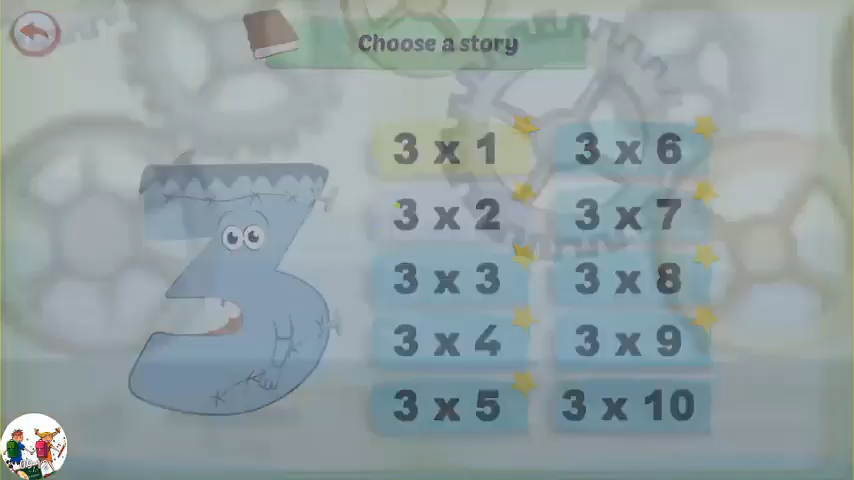 Choose a story
3 x 1
3 x 2
3 x 3
3 x 4
3 x 5
3 x 6
3 x 7
3 x 8
3 x 9
3 x 10